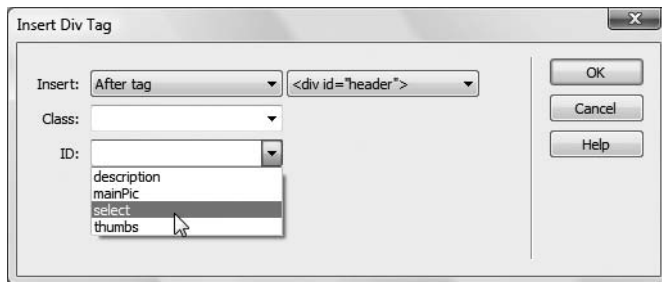 Insert Div Tag
X
Insert: After tag <div id="header"> OK
Class: Cancel
ID: Help
description
mainPic
select
thumbs